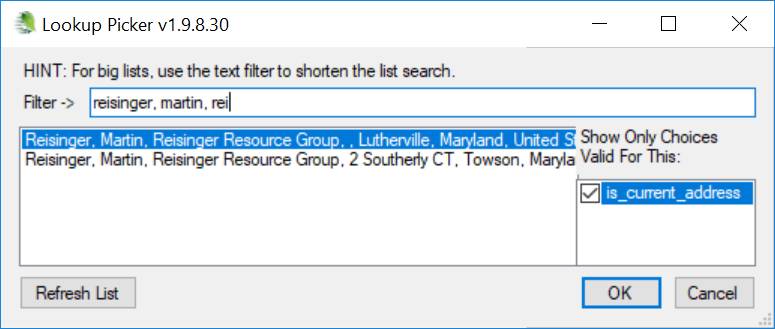 Lookup Picker v1.9.8.30
HINT: For big lists, use the text filter to shorten the list search.
Filter -> reisinger, martin, rei
Reisinger, Martin, Reisinger Resource Group, , Lutherville, Maryland, United S
Reisinger, Martin, Reisinger Resource Group, 2 Southerly CT, Towson, Maryla
Show Only Choices
Valid For This:
is_current_address
Refresh List
OK
Cancel